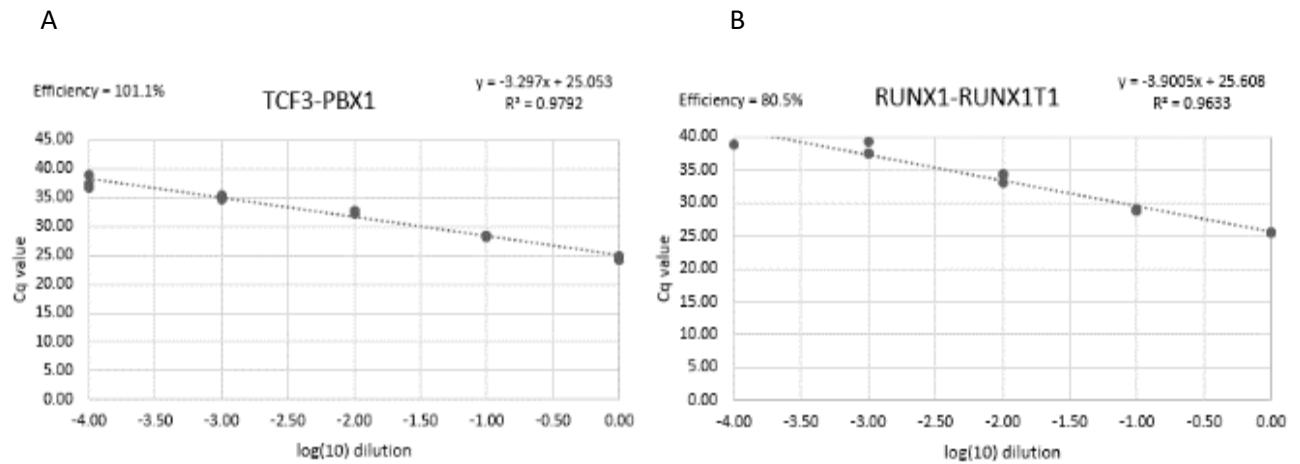 A
Efficiency = 101.1%
TCF3-PBX1
y = -3.297x + 25.053
R² = 0.9792
45.00
40.00
35.00
30.00
25.00
20.00
15.00
10.00
5.00
0.00
Cq value
-4.00 -3.50 -3.00 -2.50 -2.00 -1.50 -1.00 -0.50 0.00
log(10) dilution
B
Efficiency = 80.5%
RUNX1-RUNX1T1
y = -3.9005x + 25.608
R² = 0.9633
40.00
35.00
30.00
25.00
20.00
15.00
10.00
5.00
0.00
Cq value
-4.00 -3.50 -3.00 -2.50 -2.00 -1.50 -1.00 -0.50 0.00
log(10) dilution